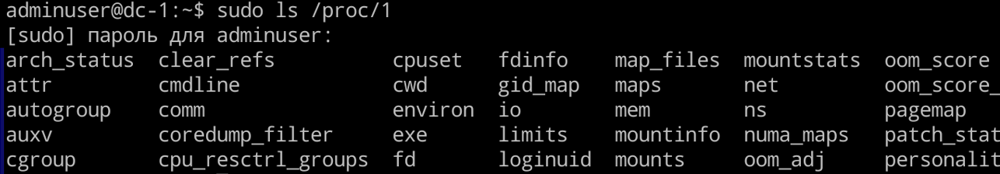 adminuser@dc-1:~$ sudo ls /proc/1
[sudo] пароль для adminuser:
arch_status clear_refs cpuset fdinfo map_files mountstats oom_score
attr cmdline cwd gid_map maps net oom_score_
autogroup comm environ io mem ns pagemap
auxv coredump_filter exe limits mountinfo numa_maps patch_stat
cgroup cpu_resctrl_groups fd loginuid mounts oom_adj personalit